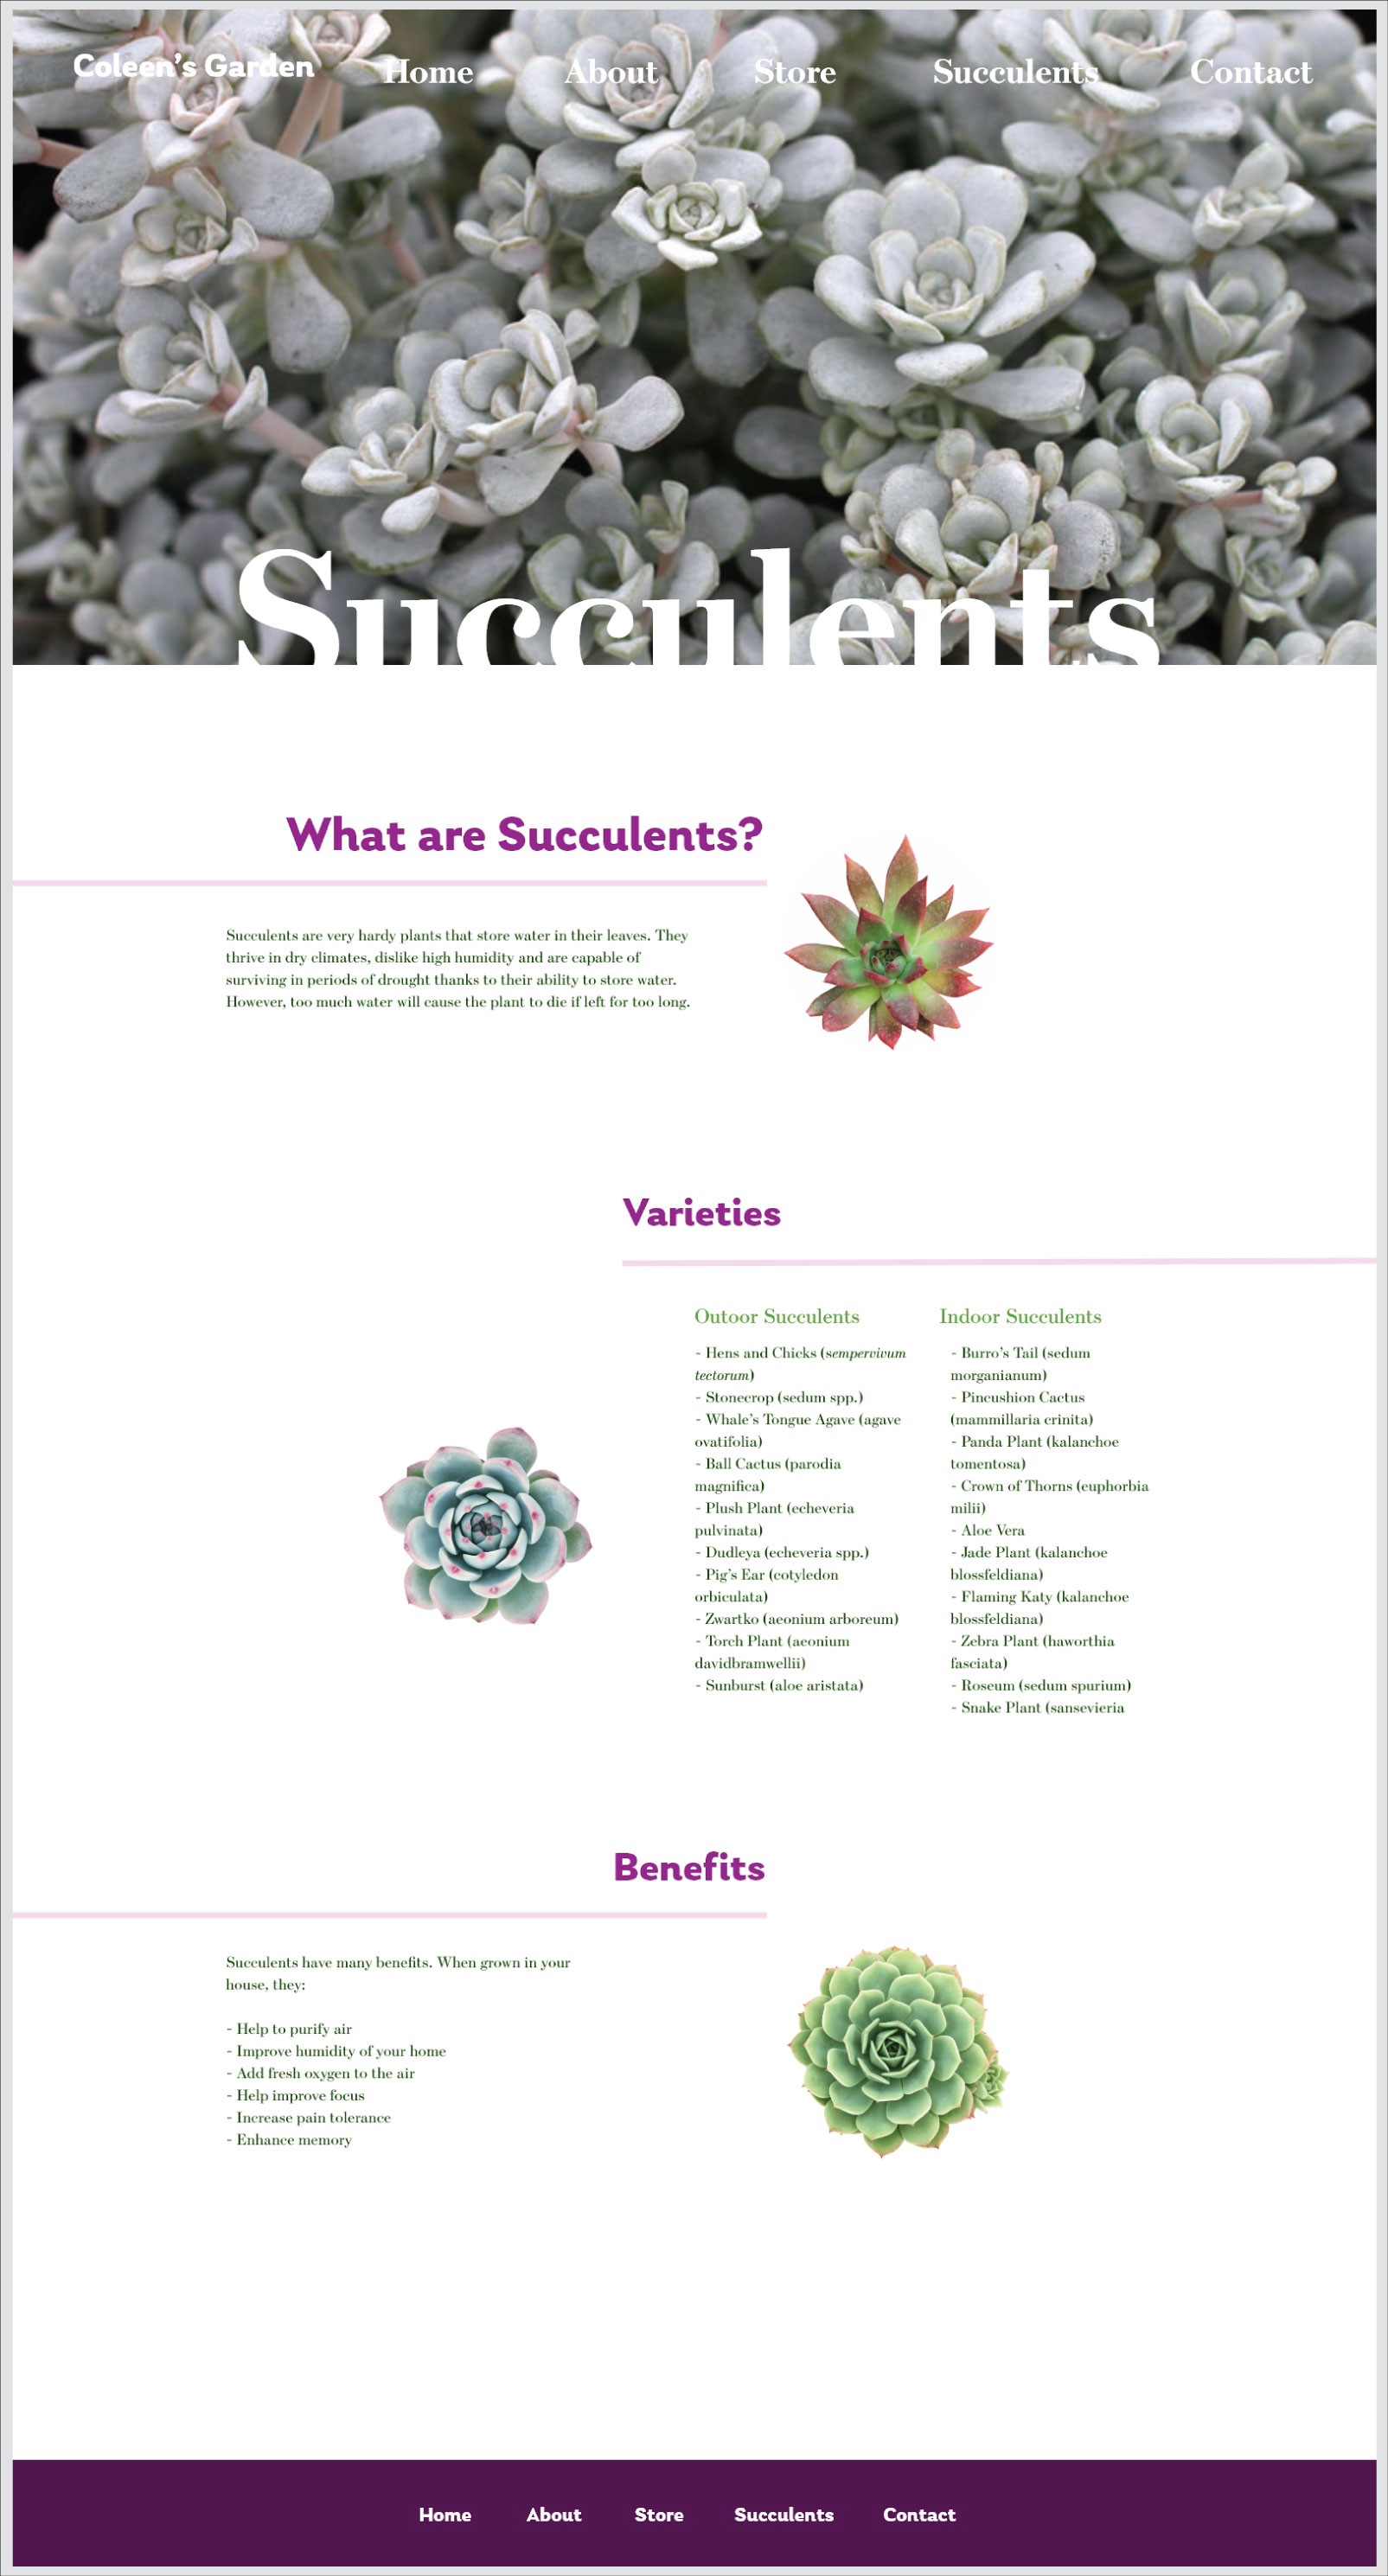 Coleen's Garden Home About Store Succulents Contact
Succulents
What are Succulents?
Succulents are very hardy plants that store water in their leaves. They
thrive in dry climates, dislike high humidity and are capable of
surviving in periods of drought thanks to their ability to store water.
However, too much water will cause the plant to die if left for too long.
Varieties
Outoor Succulents
- Hens and Chicks (sempervivum
tectorum)
- Stonecrop (sedum spp.)
- Whale's Tongue Agave (agave
ovatifolia)
- Ball Cactus (parodia
magnifica)
- Plush Plant (echeveria
pulvinata)
- Dudleya (echeveria spp.)
- Pig's Ear (cotyledon
orbiculata)
- Zwartko (aeonium arboreum)
- Torch Plant (aeonium
davidbramwellii)
- Sunburst (aloe aristata)
Indoor Succulents
- Burro's Tail (sedum
morganianum)
- Pincushion Cactus
(mammillaria crinita)
- Panda Plant (kalanchoe
tomentosa)
- Crown of Thorns (euphorbia
milii)
- Aloe Vera
- Jade Plant (kalanchoe
blossfeldiana)
- Flaming Katy (kalanchoe
blossfeldiana)
- Zebra Plant (haworthia
fasciata)
- Roseum (sedum spurium)
- Snake Plant (sansevieria
Benefits
Succulents have many benefits. When grown in your
house, they:
- Help to purify air
- Improve humidity of your home
- Add fresh oxygen to the air
- Help improve focus
- Increase pain tolerance
- Enhance memory
Home About Store Succulents Contact